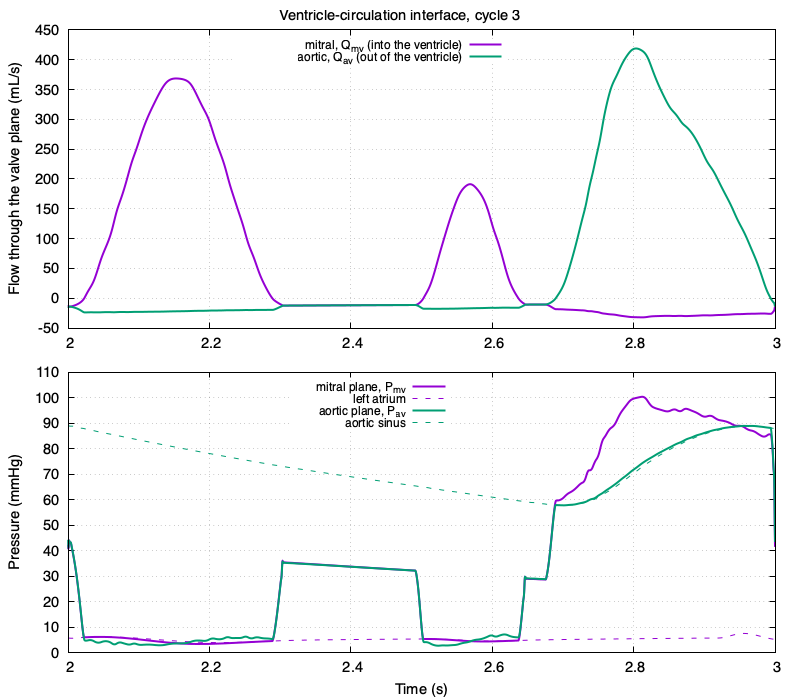 Ventricle-circulation interface, cycle 3
Flow through the valve plane (mL/s)
450
400
350
300
250
200
150
100
50
0
-50
mitral, Qmv (into the ventricle)
aortic, Qav (out of the ventricle)
2 2.2 2.4 2.6 2.8 3
Pressure (mmHg)
110
100
90
80
70
60
50
40
30
20
10
0
mitral plane, Pmv
left atrium
aortic plane, Pav
aortic sinus
2 2.2 2.4 2.6 2.8 3
Time (s)